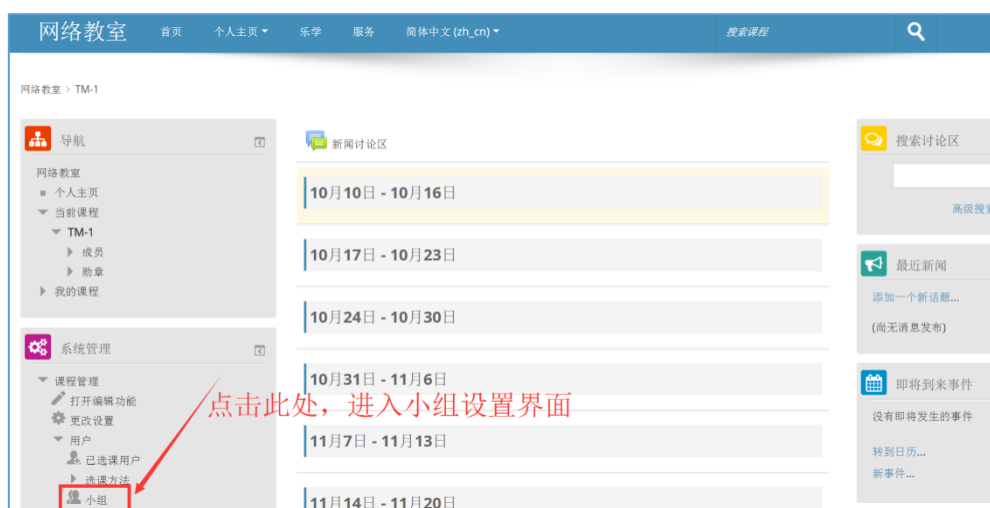 网络教室 首页 个人主页 乐学 服务 简体中文 (zh_cn) 搜索课程
网络教室 > TM-1
导航
网络教室
个人主页
当前课程
TM-1
成员
勋章
我的课程
系统管理
课程管理
打开编辑功能
更改设置
用户
已选课用户
选课方法
小组
新闻讨论区
10月10日 - 10月16日
10月17日 - 10月23日
10月24日 - 10月30日
10月31日 - 11月6日
点击此处，进入小组设置界面
11月7日 - 11月13日
11月14日 - 11月20日
搜索讨论区
高级搜索
最近新闻
添加一个新话题...
(尚无消息发布)
即将到来事件
没有即将发生的事件
转到日历...
新事件...